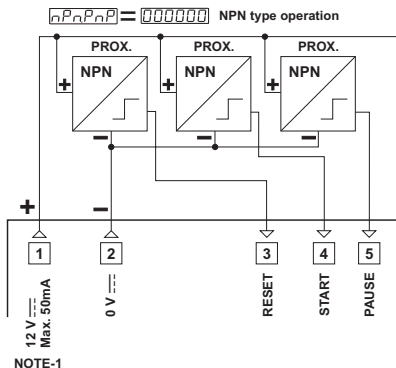 nPnPnP = 000000 NPN type operation
PROX. PROX. PROX.
NPN NPN NPN
+ + +
− − −
+ −
1 2 3 4 5
12 V
Max. 50mA
0 V
RESET
START
PAUSE
NOTE-1